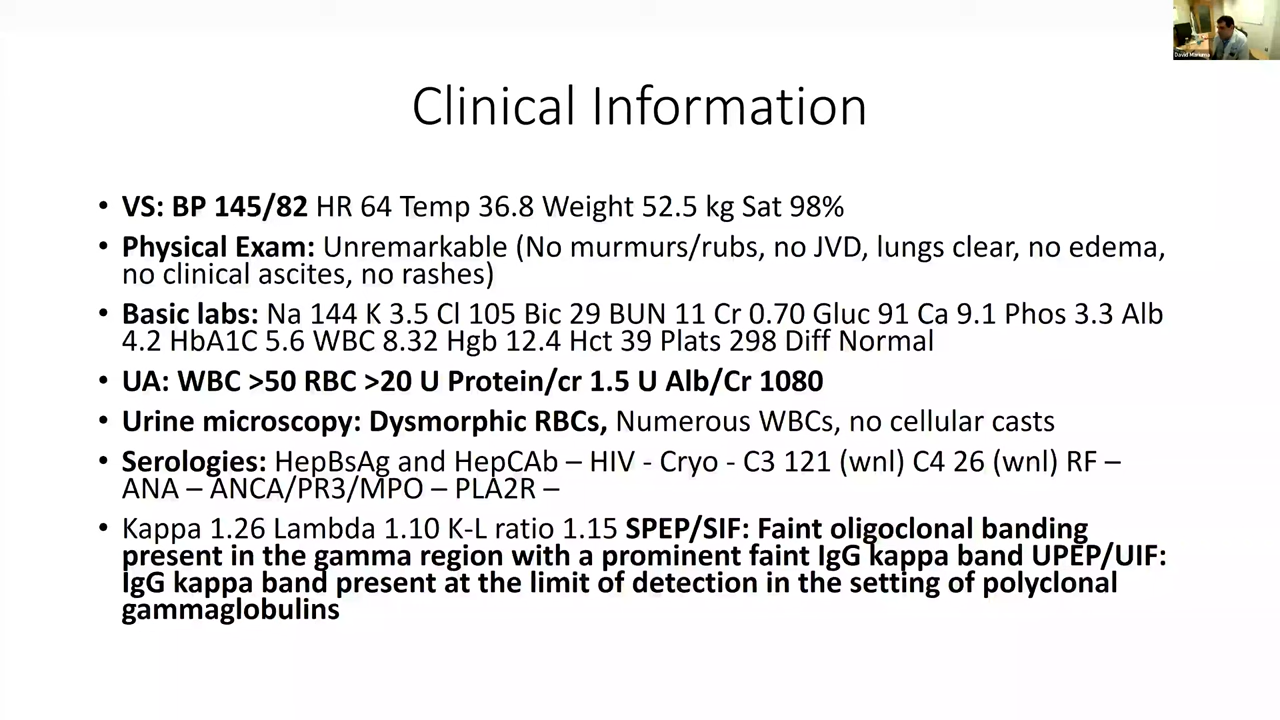 Clinical Information
• VS: BP 145/82 HR 64 Temp 36.8 Weight 52.5 kg Sat 98%
• Physical Exam: Unremarkable (No murmurs/rubs, no JVD, lungs clear, no edema,
no clinical ascites, no rashes)
• Basic labs: Na 144 K 3.5 Cl 105 Bic 29 BUN 11 Cr 0.70 Gluc 91 Ca 9.1 Phos 3.3 Alb
4.2 HbA1C 5.6 WBC 8.32 Hgb 12.4 Hct 39 Plats 298 Diff Normal
• UA: WBC >50 RBC >20 U Protein/cr 1.5 U Alb/Cr 1080
• Urine microscopy: Dysmorphic RBCs, Numerous WBCs, no cellular casts
• Serologies: HepBsAg and HepCAb – HIV - Cryo - C3 121 (wnl) C4 26 (wnl) RF –
ANA – ANCA/PR3/MPO – PLA2R –
• Kappa 1.26 Lambda 1.10 K-L ratio 1.15 SPEP/SIF: Faint oligoclonal banding
present in the gamma region with a prominent faint IgG kappa band UPEP/UIF:
IgG kappa band present at the limit of detection in the setting of polyclonal
gammaglobulins